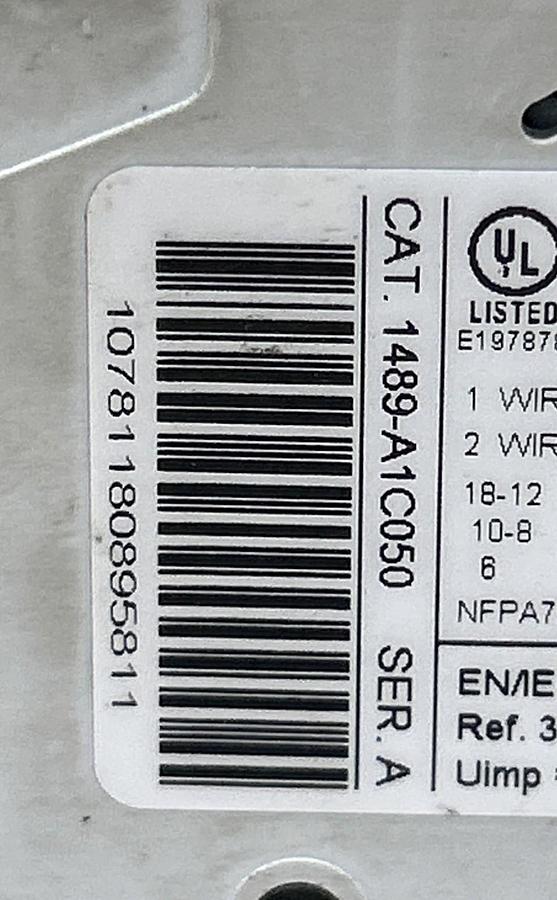 10781180895811
CAT. 1489-A1C050 SER. A
UL
LISTED
E19787
1 WIR
2 WIR
18-12
10-8
6
NFPA7
EN/IE
Ref. 3
Uimp